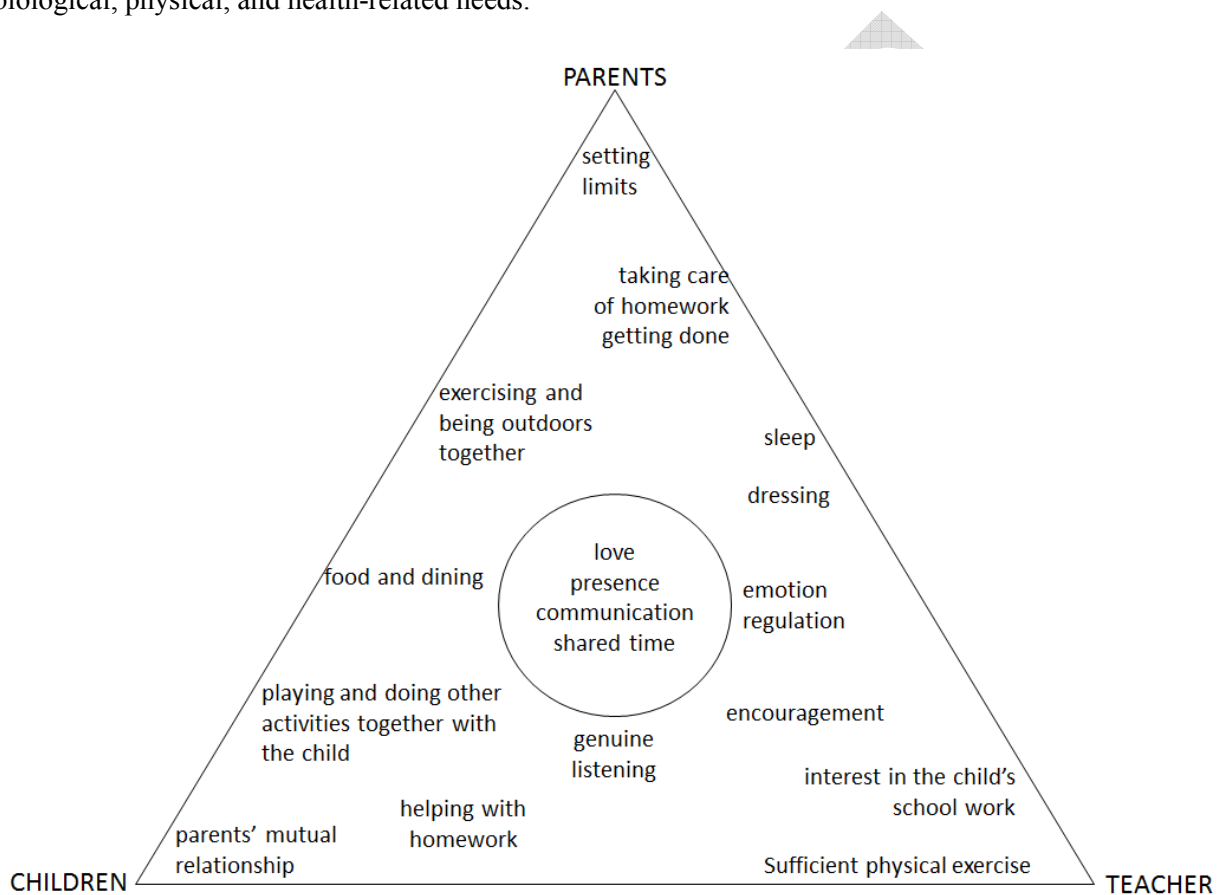 biological, physical, and health-related needs.
PARENTS
setting
limits
taking care
of homework
getting done
exercising and
being outdoors
together
sleep
dressing
love
presence
communication
shared time
food and dining
emotion
regulation
playing and doing other
activities together with
the child
encouragement
genuine
listening
interest in the child's
school work
helping with
homework
parents' mutual
relationship
Sufficient physical exercise
CHILDREN
TEACHER